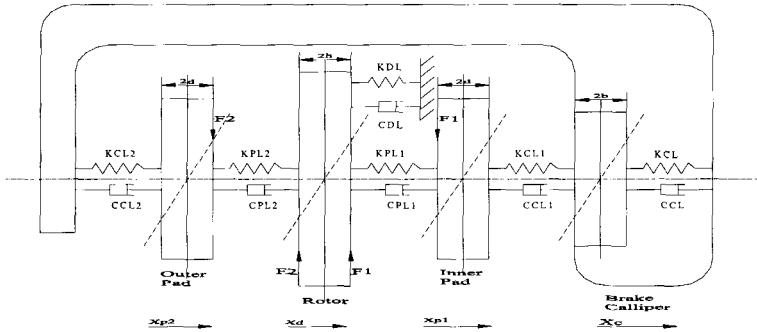 2h
KDL
2d
2d
2b
CDL
F2
F1
KCL2
KPL2
KPL1
KCL1
KCL
CCL2
CPL2
CPL1
CCL1
CCL
Outer
Pad
F2
F1
Inner
Pad
Rotor
Brake
Calliper
Xp2
Xd
Xp1
Xc